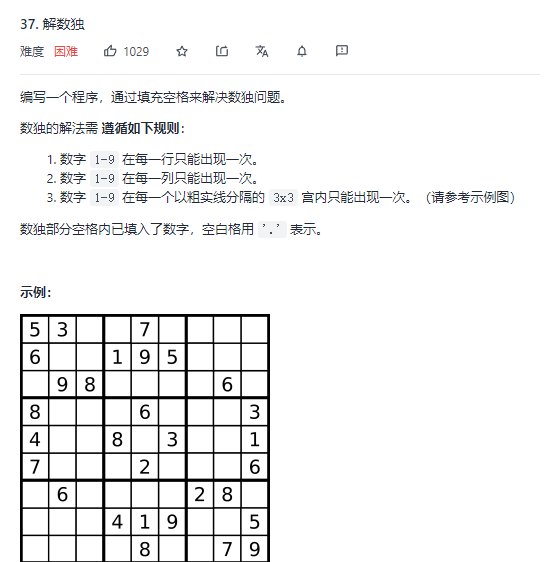 37. 解数独
难度 困难 1029
编写一个程序，通过填充空格来解决数独问题。
数独的解法需 遵循如下规则：
1. 数字 1-9 在每一行只能出现一次。
2. 数字 1-9 在每一列只能出现一次。
3. 数字 1-9 在每一个以粗实线分隔的 3x3 宫内只能出现一次。（请参考示例图）
数独部分空格内已填入了数字，空白格用 '.' 表示。
示例：
5 3 7
6 1 9 5
9 8 6
8 6 3
4 8 3 1
7 2 6
6 2 8
4 1 9 5
8 7 9